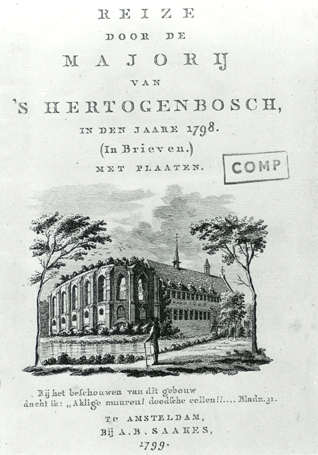 REIZE
DOOR DE
MAJORIJ
VAN
'S HERTOGENBOSCH,
IN DEN JAARE 1798.
(In Brieven.)
MET PLAATEN.
COMP
Bij het beschouwen van dit gebouw
dacht ik: „Aklige muuren! doodsche cellen!!.... Bladz. 31.
Te AMSTELDAM,
Bij A. B. SAAKES,
1799.